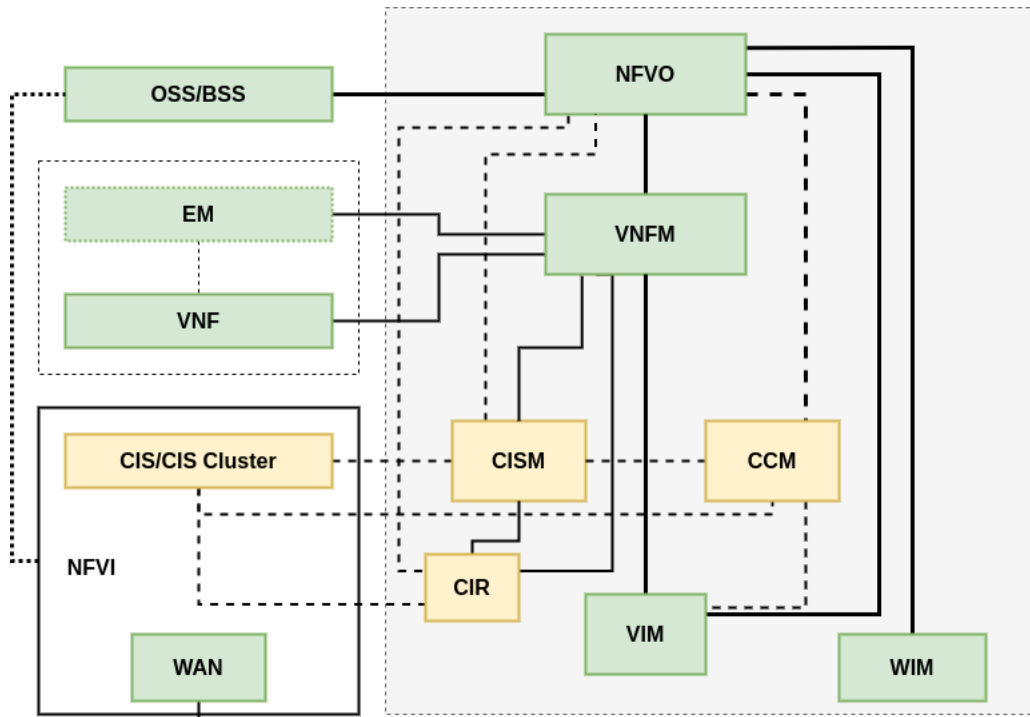 NFVO
OSS/BSS
EM
VNFM
VNF
CIS/CIS Cluster
CISM
CCM
NFVI
CIR
VIM
WAN
WIM